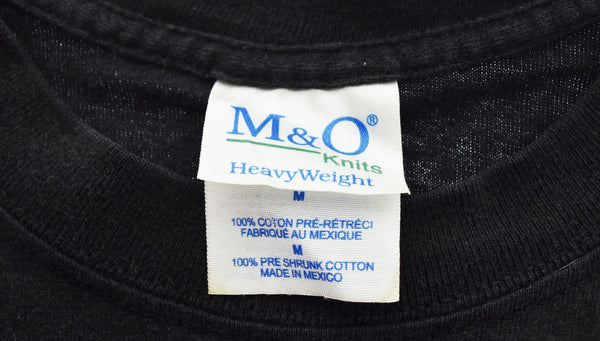 M&O®
Knits
HeavyWeight
M
100% COTON PRÉ-RÉTRÉCI
FABRIQUÉ AU MEXIQUE
M
100% PRE SHRUNK COTTON
MADE IN MEXICO